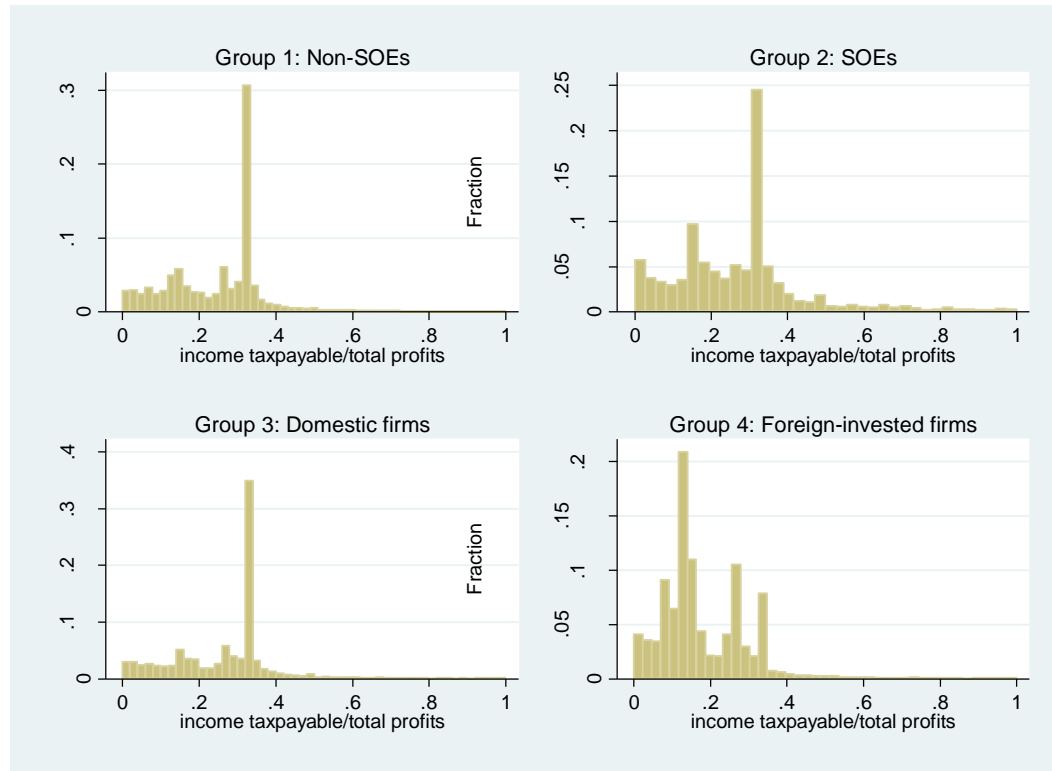 Group 1: Non-SOEs
.3
.2
.1
0
0 .2 .4 .6 .8 1
income taxpayable/total profits
Fraction
Group 2: SOEs
.25
.2
.15
.1
.05
0
0 .2 .4 .6 .8 1
income taxpayable/total profits
Group 3: Domestic firms
.4
.3
.2
.1
0
0 .2 .4 .6 .8 1
income taxpayable/total profits
Fraction
Group 4: Foreign-invested firms
.2
.15
.1
.05
0
0 .2 .4 .6 .8 1
income taxpayable/total profits